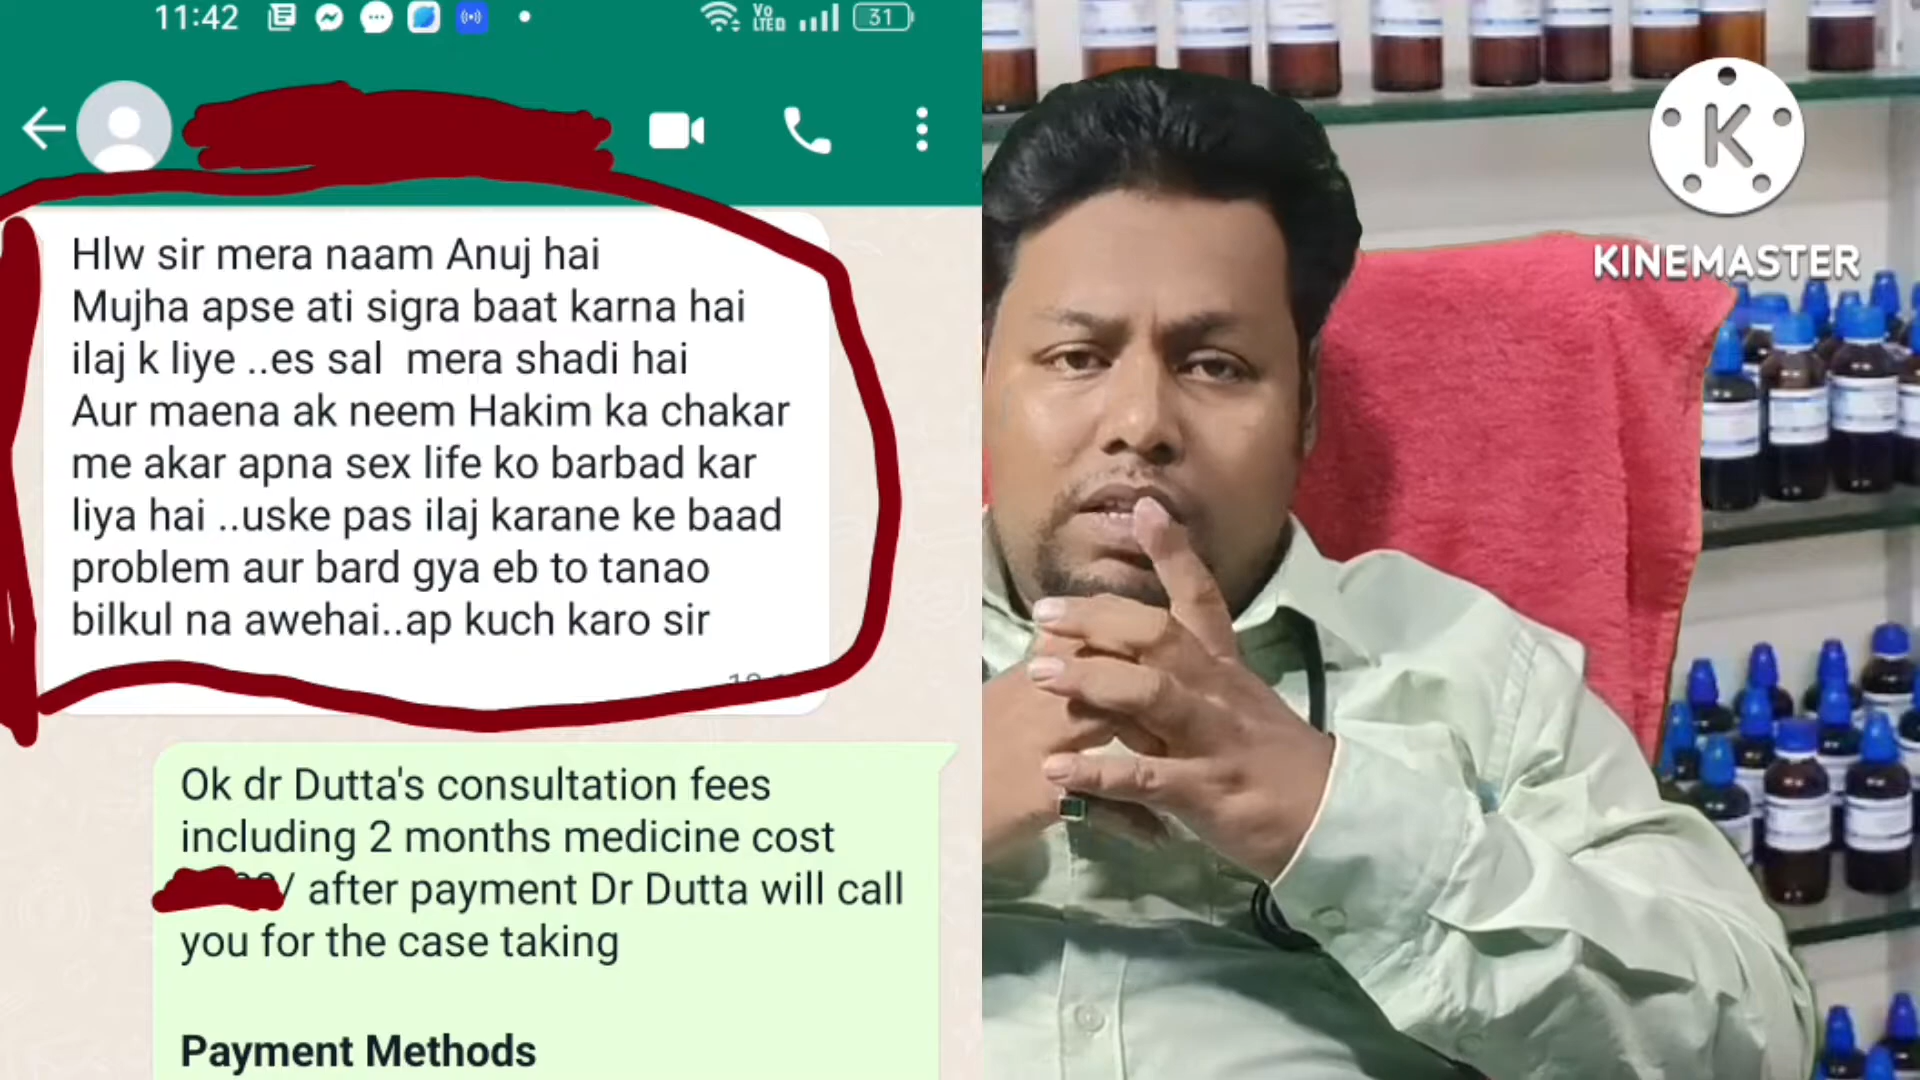 11:42
Vo
LTE
31
Hlw sir mera naam Anuj hai
Mujha apse ati sigra baat karna hai
ilaj k liye ..es sal mera shadi hai
Aur maena ak neem Hakim ka chakar
me akar apna sex life ko barbad kar
liya hai ..uske pas ilaj karane ke baad
problem aur bard gya eb to tanao
bilkul na awehai..ap kuch karo sir
Ok dr Dutta's consultation fees
including 2 months medicine cost
/ after payment Dr Dutta will call
you for the case taking
Payment Methods
K
KINEMASTER